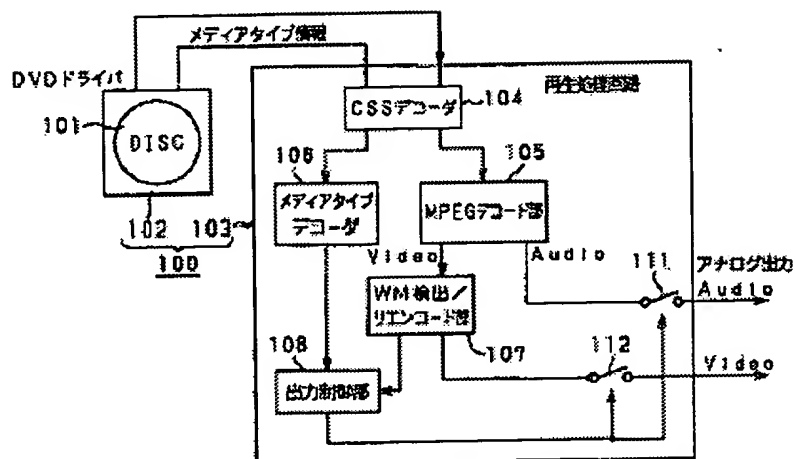 メディアタイプ情報
DVDドライバ
再生処理回路
101
DISC
CSSデコーダ
104
106
105
メディアタイプ
デコーダ
MPEGデコード部
102
103
100
Video
Audio
111
アナログ出力
Audio
WM検出/
リエンコード部
107
108
112
Video
出力制御部